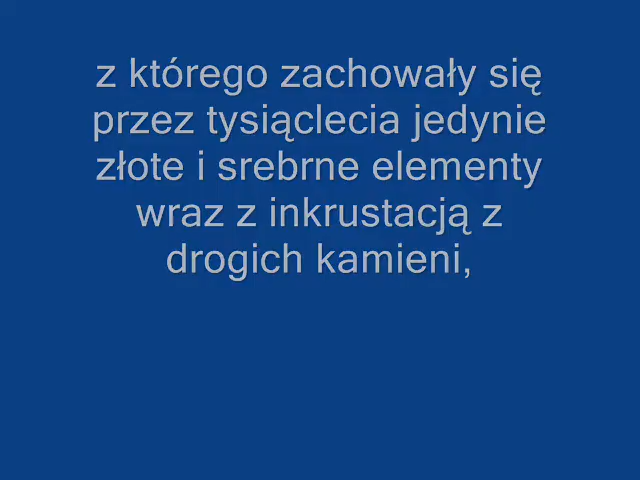 z którego zachowały się
przez tysiąclecia jedynie
złote i srebrne elementy
wraz z inkrustacją z
drogich kamieni,